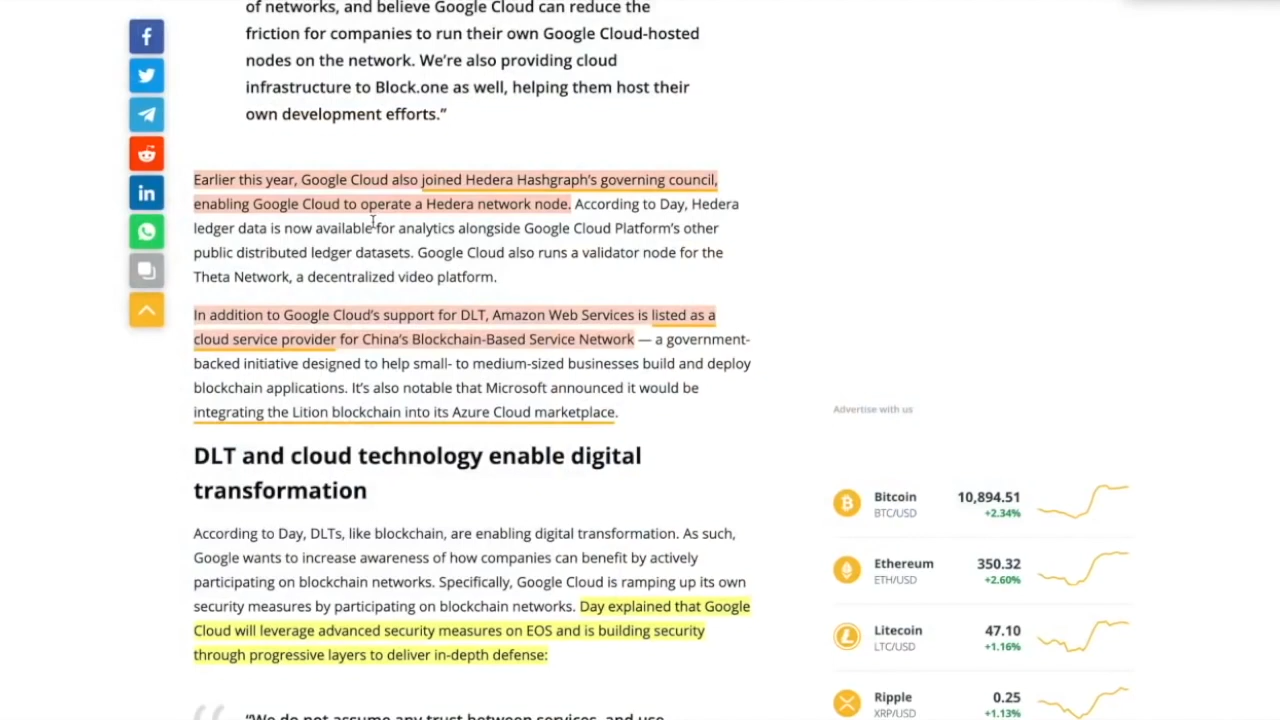 of networks, and believe Google Cloud can reduce the
friction for companies to run their own Google Cloud-hosted
nodes on the network. We’re also providing cloud
infrastructure to Block.one as well, helping them host their
own development efforts.”
Earlier this year, Google Cloud also joined Hedera Hashgraph’s governing council,
enabling Google Cloud to operate a Hedera network node. According to Day, Hedera
ledger data is now available for analytics alongside Google Cloud Platform’s other
public distributed ledger datasets. Google Cloud also runs a validator node for the
Theta Network, a decentralized video platform.
In addition to Google Cloud’s support for DLT, Amazon Web Services is listed as a
cloud service provider for China’s Blockchain-Based Service Network — a government-
backed initiative designed to help small- to medium-sized businesses build and deploy
blockchain applications. It’s also notable that Microsoft announced it would be
integrating the Lition blockchain into its Azure Cloud marketplace.
DLT and cloud technology enable digital
transformation
According to Day, DLTs, like blockchain, are enabling digital transformation. As such,
Google wants to increase awareness of how companies can benefit by actively
participating on blockchain networks. Specifically, Google Cloud is ramping up its own
security measures by participating on blockchain networks. Day explained that Google
Cloud will leverage advanced security measures on EOS and is building security
through progressive layers to deliver in-depth defense:
“We do not assume any trust between services, and use
Advertise with us
Bitcoin 10,894.51
BTC/USD +2.34%
Ethereum 350.32
ETH/USD +2.60%
Litecoin 47.10
LTC/USD +1.16%
Ripple 0.25
XRP/USD +1.13%